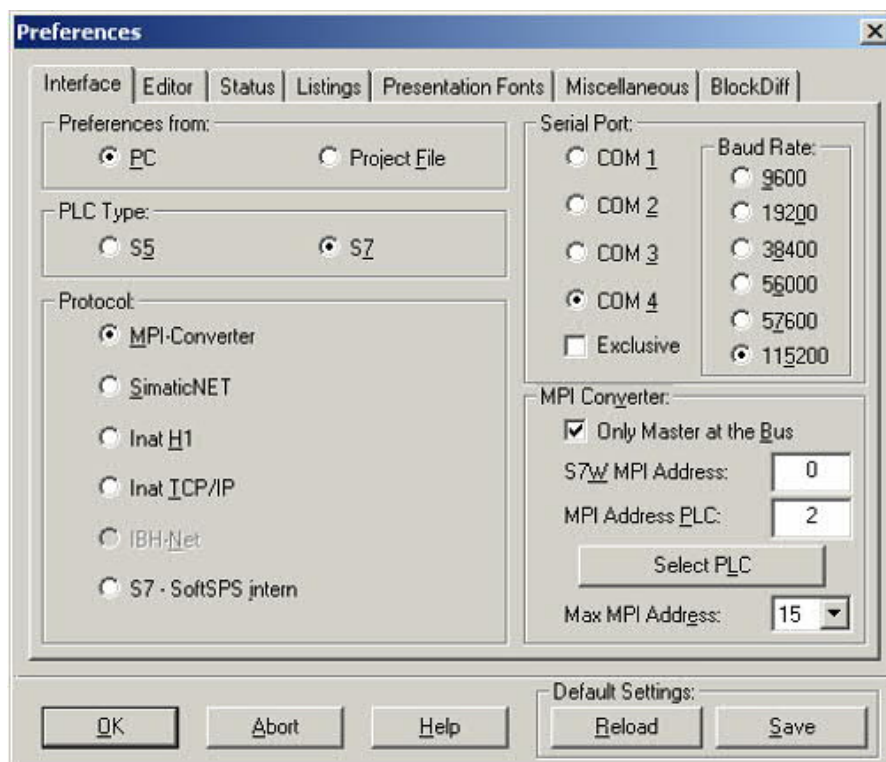 Preferences
Interface Editor Status Listings Presentation Fonts Miscellaneous BlockDiff
Preferences from:
PC Project File
PLC Type:
S5 S7
Protocol:
MPI-Converter
SimaticNET
Inat H1
Inat TCP/IP
IBH-Net
S7 - SoftSPS intern
Serial Port:
COM 1
COM 2
COM 3
COM 4
Exclusive
Baud Rate:
9600
19200
38400
56000
57600
115200
MPI Converter:
Only Master at the Bus
S7W MPI Address: 0
MPI Address PLC: 2
Select PLC
Max MPI Address: 15
Default Settings:
OK Abort Help Reload Save